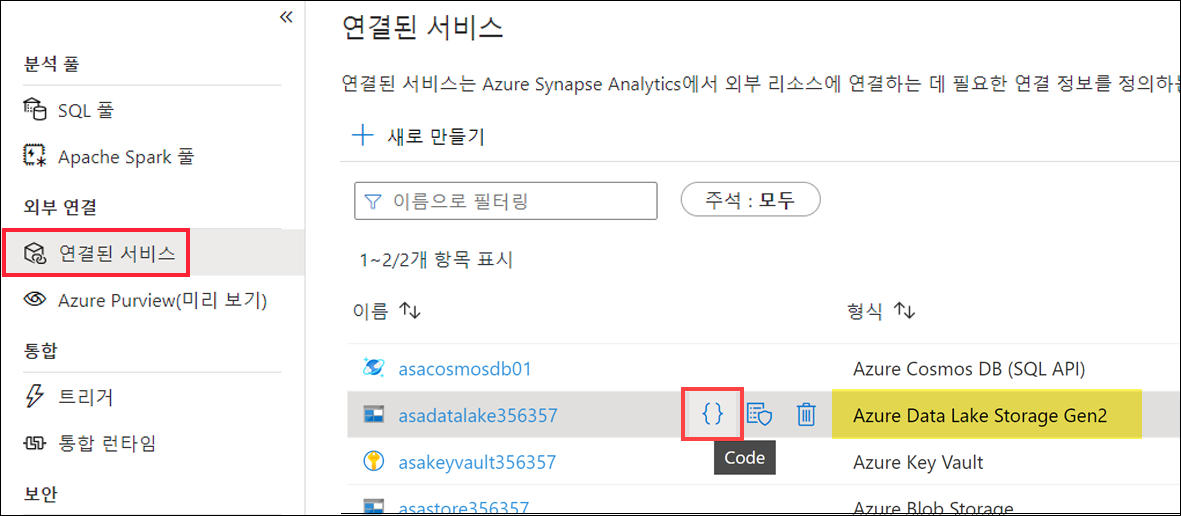 «
분석 풀
SQL 풀
Apache Spark 풀
외부 연결
연결된 서비스
Azure Purview(미리 보기)
통합
트리거
통합 런타임
보안
연결된 서비스
연결된 서비스는 Azure Synapse Analytics에서 외부 리소스에 연결하는 데 필요한 연결 정보를 정의하는
새로 만들기
이름으로 필터링
주석 : 모두
1~2/2개 항목 표시
이름 형식
asacosmosdb01 Azure Cosmos DB (SQL API)
asadatalake356357 {} Azure Data Lake Storage Gen2
Code
asakeyvault356357 Azure Key Vault
asastore356357 Azure Blob Storage